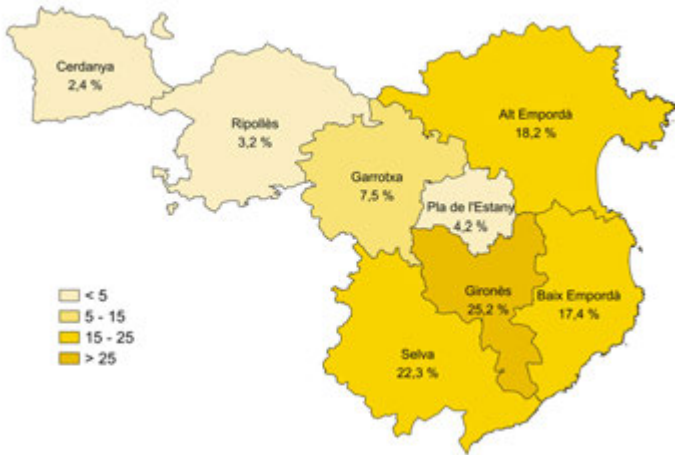 Cerdanya
2,4 %
Ripollès
3,2 %
Alt Empordà
18,2 %
Garrotxa
7,5 %
Pla de l'Estany
4,2 %
Gironès
25,2 %
Baix Empordà
17,4 %
Selva
22,3 %
< 5
5 - 15
15 - 25
> 25